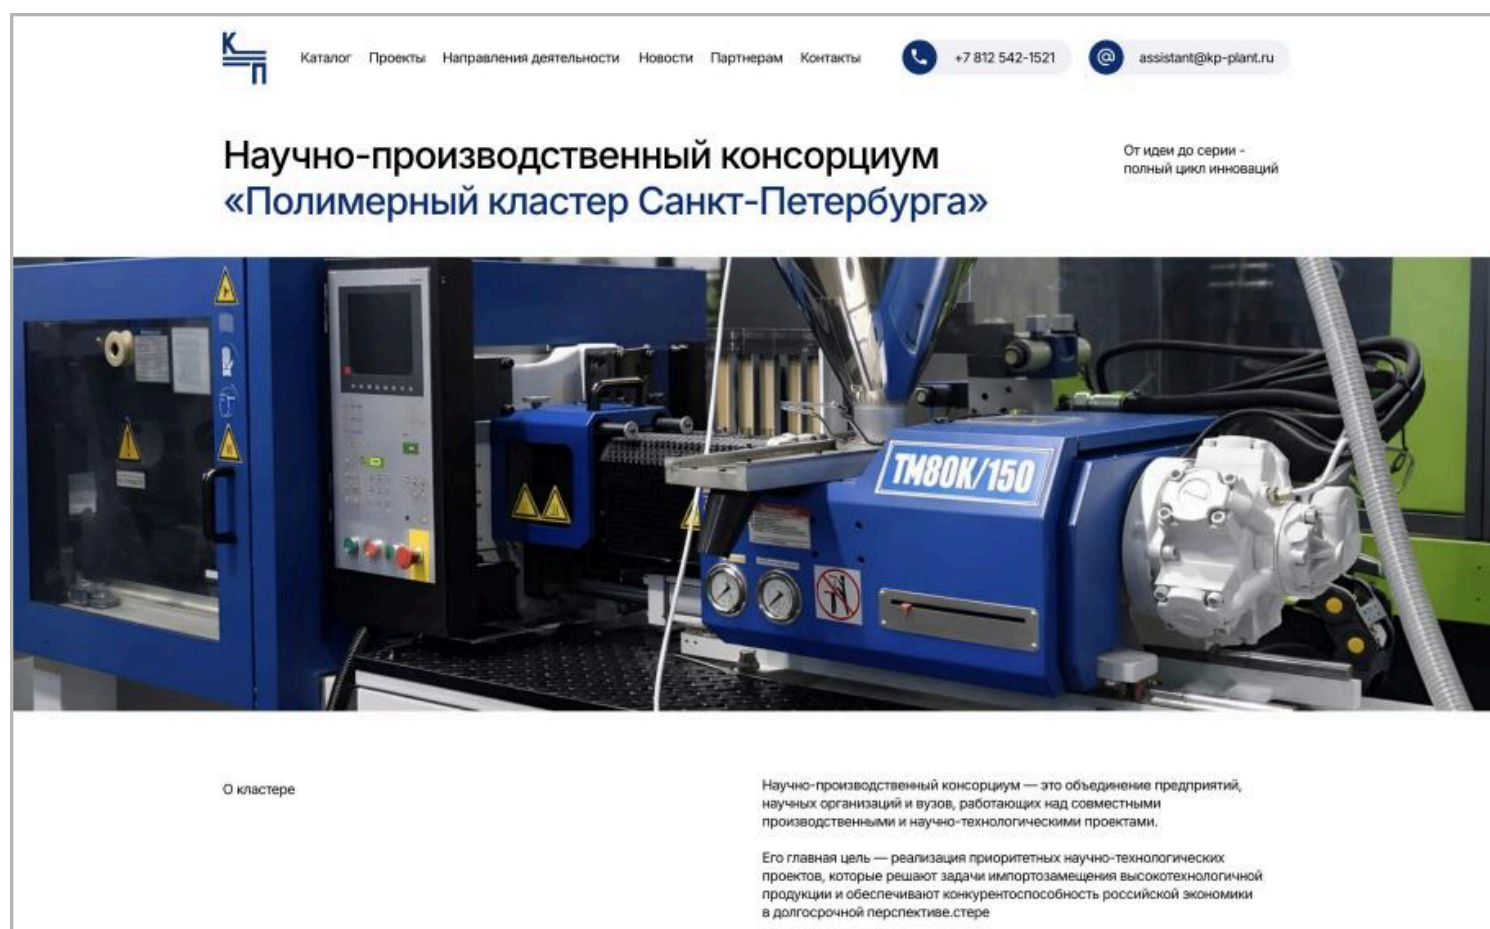 К
П
Каталог Проекты Направления деятельности Новости Партнерам Контакты +7 812 542-1521 assistant@kp-plant.ru
Научно-производственный консорциум
«Полимерный кластер Санкт-Петербурга»
От идеи до серии -
полный цикл инноваций
TM80K/150
О кластере
Научно-производственный консорциум — это объединение предприятий,
научных организаций и вузов, работающих над совместными
производственными и научно-технологическими проектами.
Его главная цель — реализация приоритетных научно-технологических
проектов, которые решают задачи импортозамещения высокотехнологичной
продукции и обеспечивают конкурентоспособность российской экономики
в долгосрочной перспективе.стере